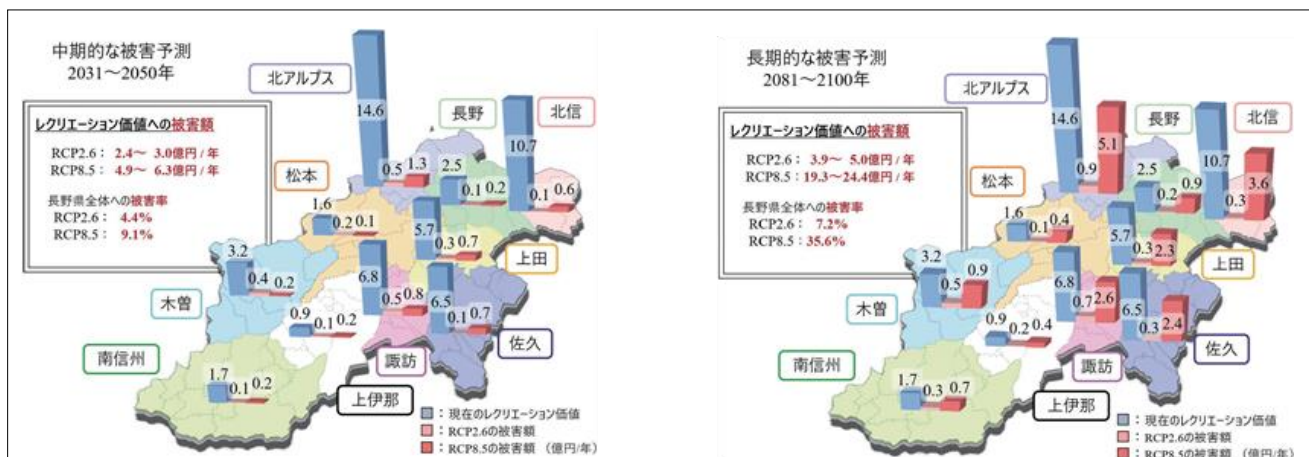 中期的な被害予測
2031～2050年
レクリエーション価値への被害額
RCP2.6： 2.4～ 3.0億円 / 年
RCP8.5： 4.9～ 6.3億円 / 年
長野県全体への被害率
RCP2.6： 4.4%
RCP8.5： 9.1%
北アルプス
14.6
0.5
1.3
長野
2.5
0.1
0.2
北信
10.7
0.1
0.6
松本
1.6
0.2
0.1
5.7
0.3
0.7
上田
3.2
0.4
0.2
木曽
6.8
0.5
0.8
諏訪
6.5
0.1
0.7
佐久
0.9
0.1
0.2
上伊那
南信州
1.7
0.1
0.2
：現在のレクリエーション価値
：RCP2.6の被害額
：RCP8.5の被害額 （億円/年）
長期的な被害予測
2081～2100年
レクリエーション価値への被害額
RCP2.6： 3.9～ 5.0億円 / 年
RCP8.5：19.3～24.4億円 / 年
長野県全体への被害率
RCP2.6： 7.2%
RCP8.5： 35.6%
北アルプス
14.6
0.9
5.1
長野
2.5
0.2
0.9
北信
10.7
0.3
3.6
松本
1.6
0.1
0.4
5.7
0.3
2.3
上田
3.2
0.5
0.9
木曽
6.8
0.7
2.6
諏訪
6.5
0.3
2.4
佐久
0.9
0.2
0.4
上伊那
南信州
1.7
0.3
0.7
：現在のレクリエーション価値
：RCP2.6の被害額
：RCP8.5の被害額 （億円/年）